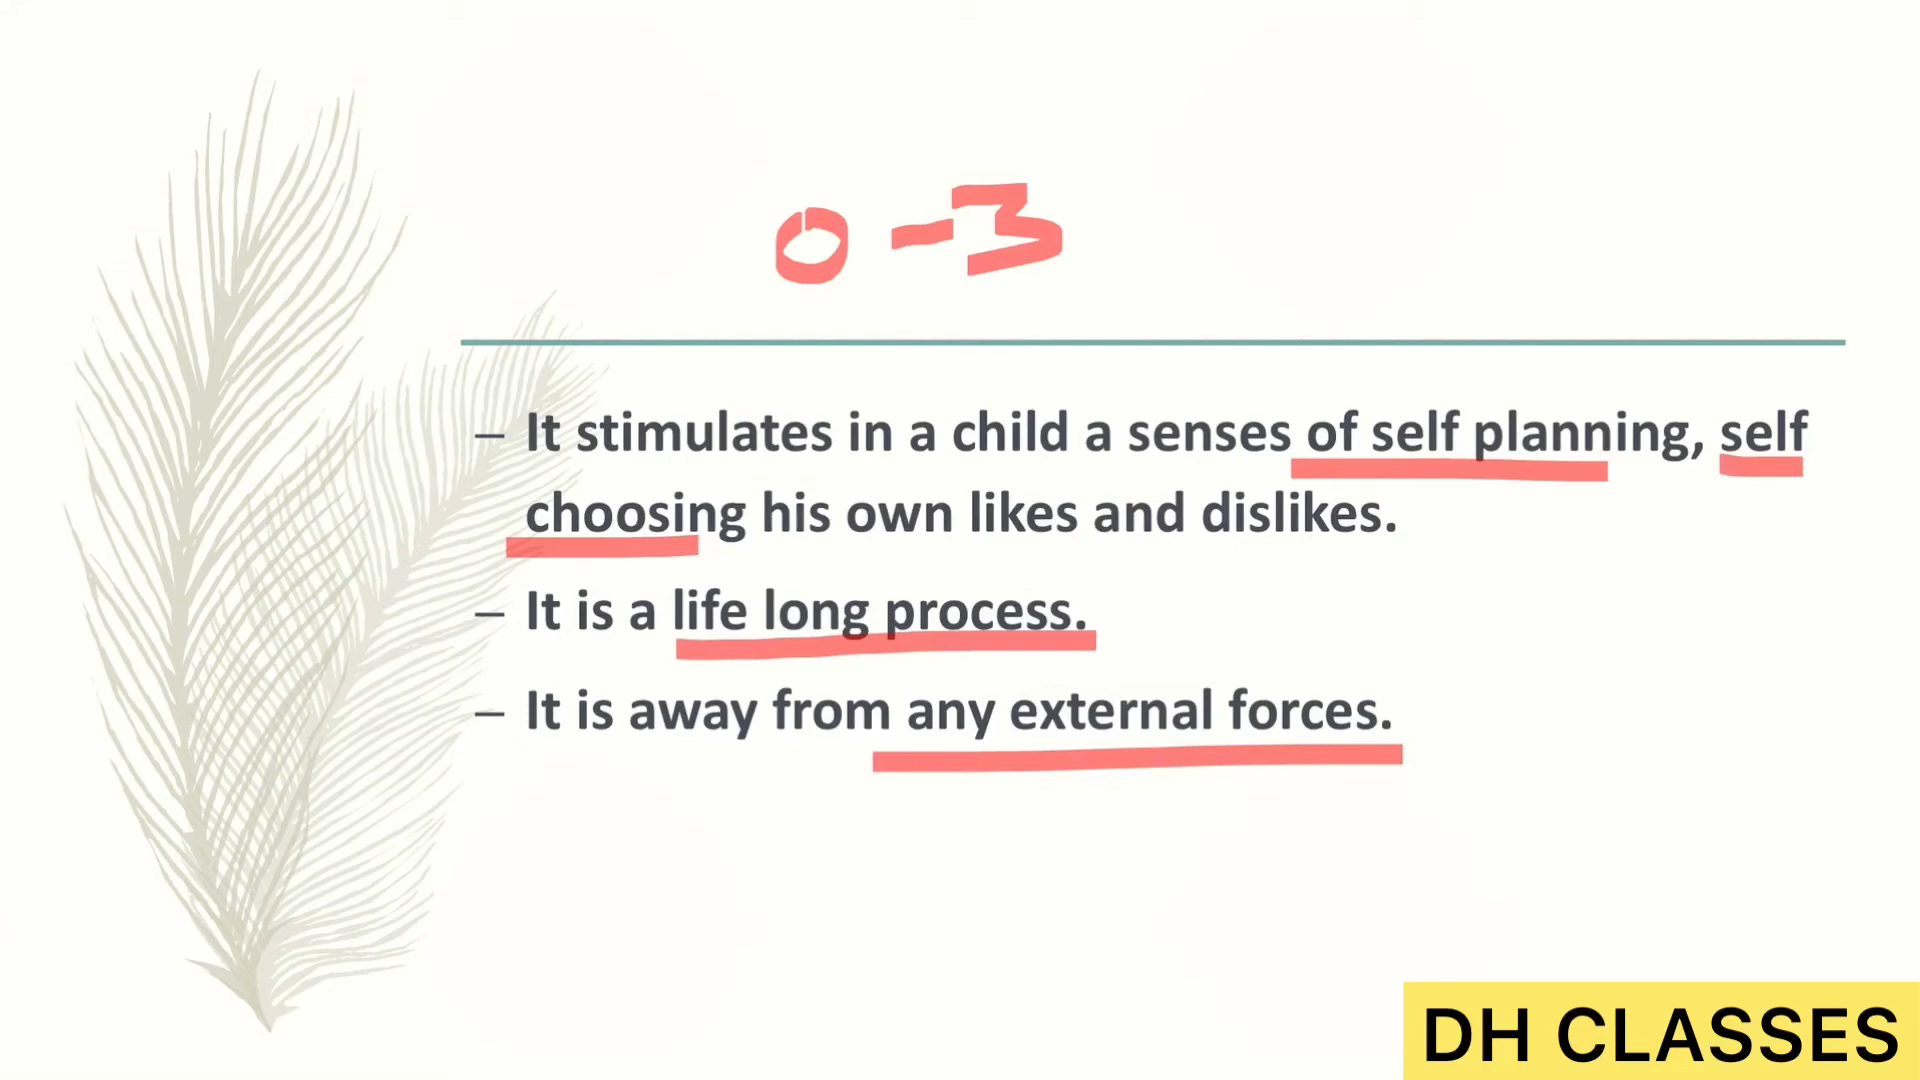 0-3
– It stimulates in a child a senses of self planning, self
choosing his own likes and dislikes.
– It is a life long process.
– It is away from any external forces.
DH CLASSES